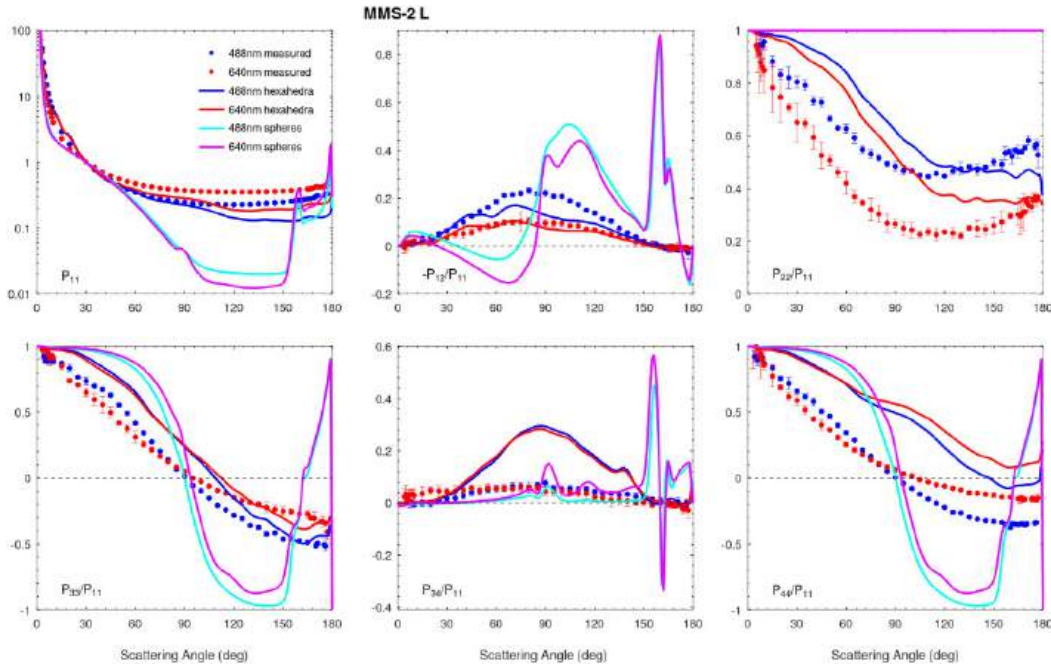 MMS-2 L
100
10
1
0.1
0.01
0 30 60 90 120 150 180
P11
488nm measured
640nm measured
488nm hexahedra
640nm hexahedra
488nm spheres
640nm spheres
0.8
0.6
0.4
0.2
0
-0.2
0 30 60 90 120 150 180
-P12/P11
1
0.8
0.6
0.4
0.2
0
0 30 60 90 120 150 180
P22/P11
1
0.5
0
-0.5
-1
0 30 60 90 120 150 180
P33/P11
Scattering Angle (deg)
0.6
0.4
0.2
0
-0.2
-0.4
0 30 60 90 120 150 180
P34/P11
Scattering Angle (deg)
1
0.5
0
-0.5
-1
0 30 60 90 120 150 180
P44/P11
Scattering Angle (deg)